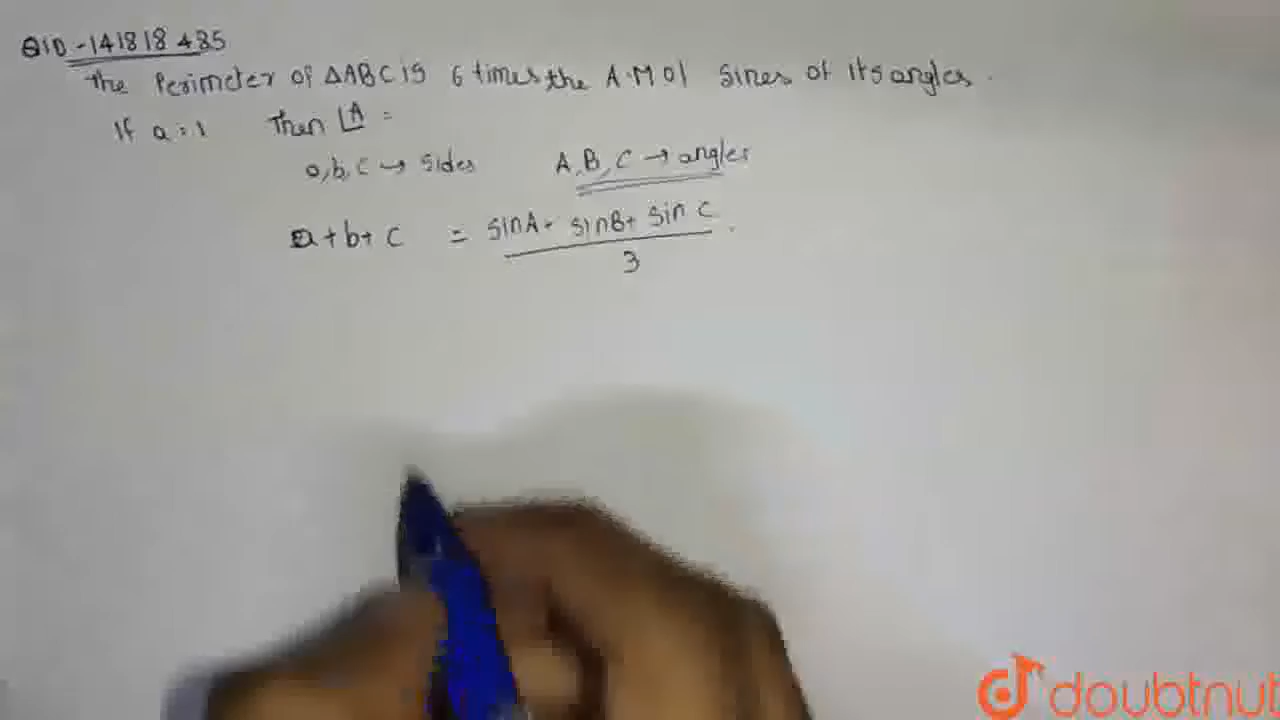 QID-141818485
The Perimeter of ΔABC is 6 times the A.M of Sines of its angles.
If a=1 Then ∠A =
a,b,c → Sides A,B,C → angles
a+b+c = sinA+ sinB+ sin C
3
doubtnut